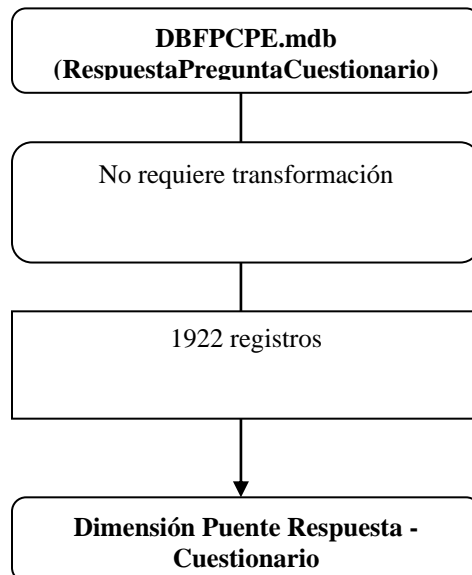 DBFPCPE.mdb
(RespuestaPreguntaCuestionario)
No requiere transformación
1922 registros
Dimensión Puente Respuesta -
Cuestionario